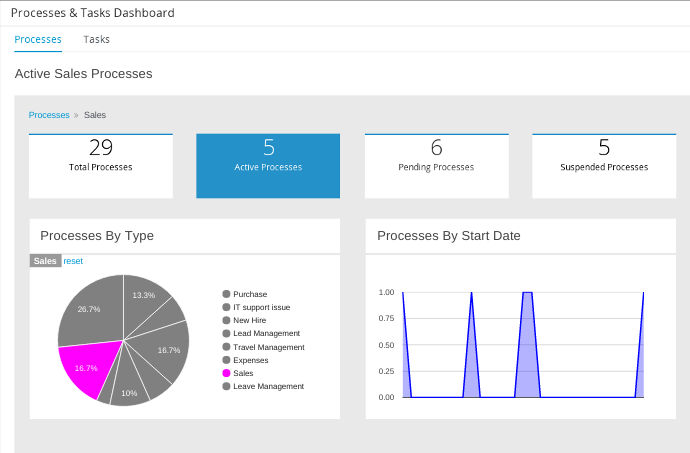 Processes & Tasks Dashboard
Processes Tasks
Active Sales Processes
Processes » Sales
29
Total Processes
5
Active Processes
6
Pending Processes
5
Suspended Processes
Processes By Type
Sales reset
13.3%
26.7%
16.7%
16.7%
10%
Purchase
IT support issue
New Hire
Lead Management
Travel Management
Expenses
Sales
Leave Management
Processes By Start Date
1.00
0.75
0.50
0.25
0.00